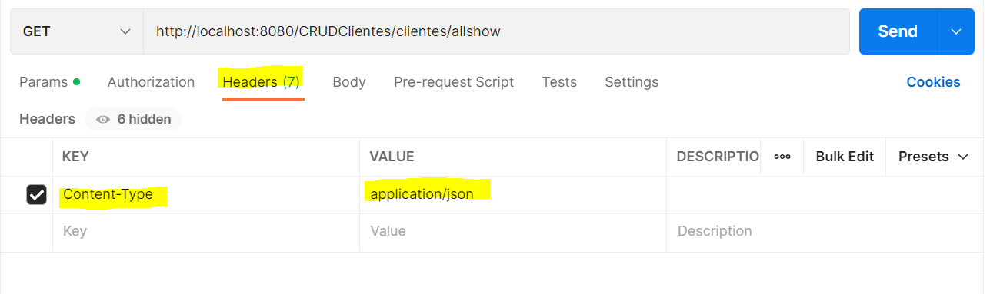 GET http://localhost:8080/CRUDClientes/clientes/allshow Send
Params Authorization Headers (7) Body Pre-request Script Tests Settings Cookies
Headers 6 hidden
KEY VALUE DESCRIPTIO Bulk Edit Presets
Content-Type application/json
Key Value Description